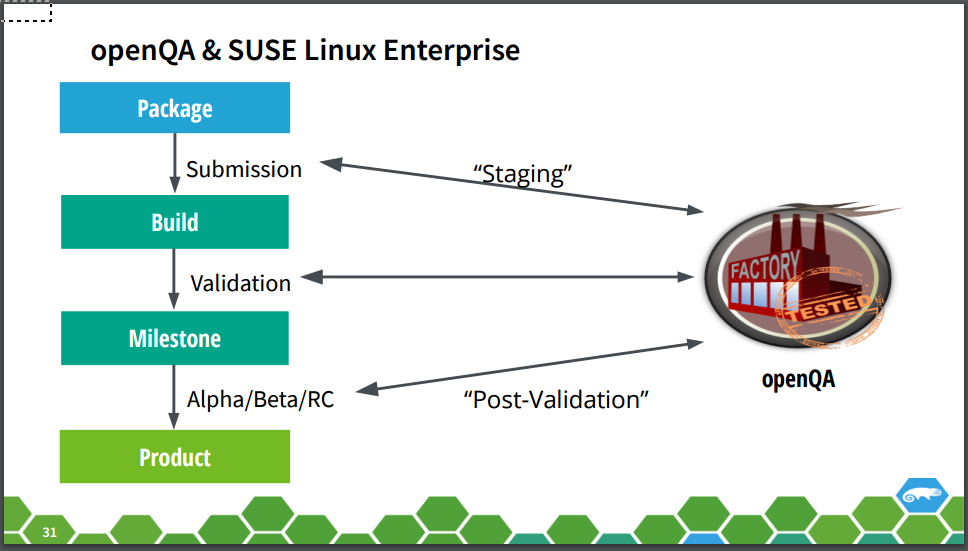 openQA & SUSE Linux Enterprise
Package
Submission
“Staging”
Build
Validation
FACTORY
TESTED
Milestone
openQA
Alpha/Beta/RC
“Post-Validation”
Product
31